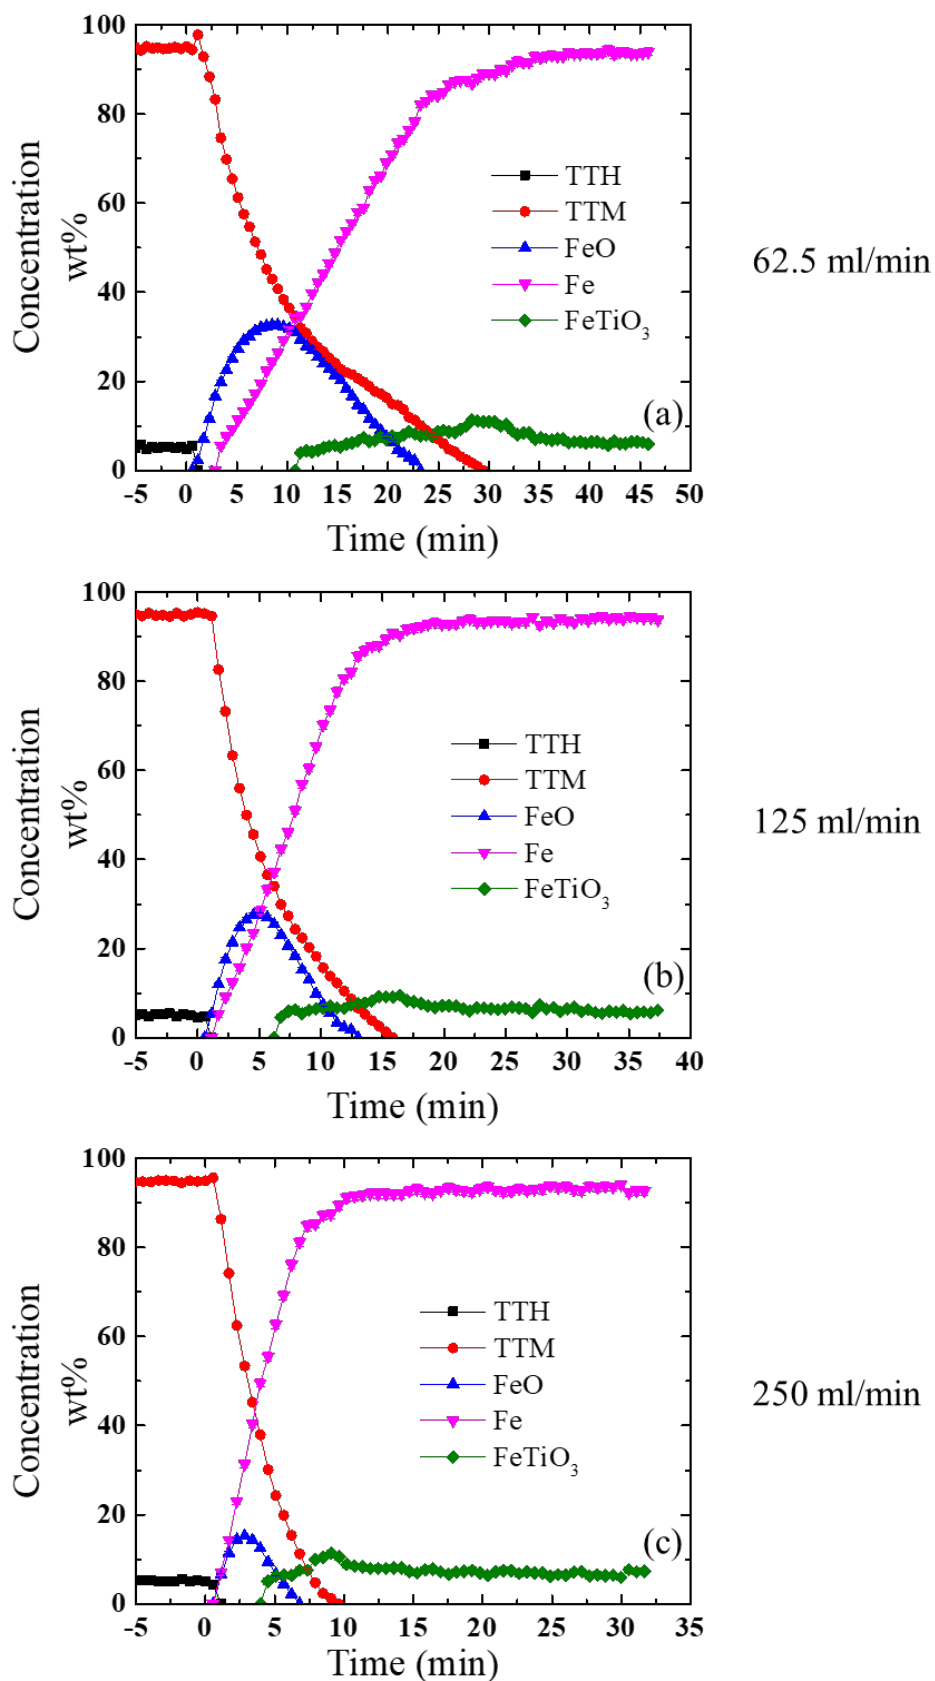 100
80
60
40
20
0
Concentration
wt%
TTH
TTM
FeO
Fe
FeTiO₃
(a)
62.5 ml/min
-5 0 5 10 15 20 25 30 35 40 45 50
Time (min)
100
80
60
40
20
0
Concentration
wt%
TTH
TTM
FeO
Fe
FeTiO₃
(b)
125 ml/min
-5 0 5 10 15 20 25 30 35 40
Time (min)
100
80
60
40
20
0
Concentration
wt%
TTH
TTM
FeO
Fe
FeTiO₃
(c)
250 ml/min
-5 0 5 10 15 20 25 30 35
Time (min)